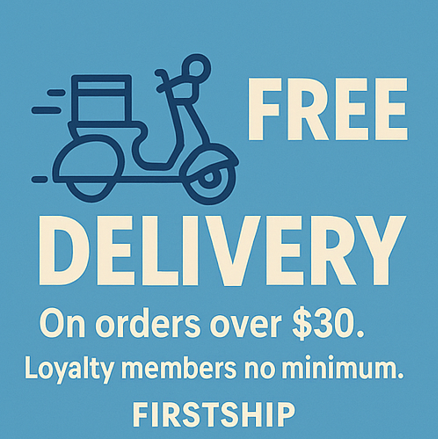 FREE
DELIVERY
On orders over $30.
Loyalty members no minimum.
FIRSTSHIP